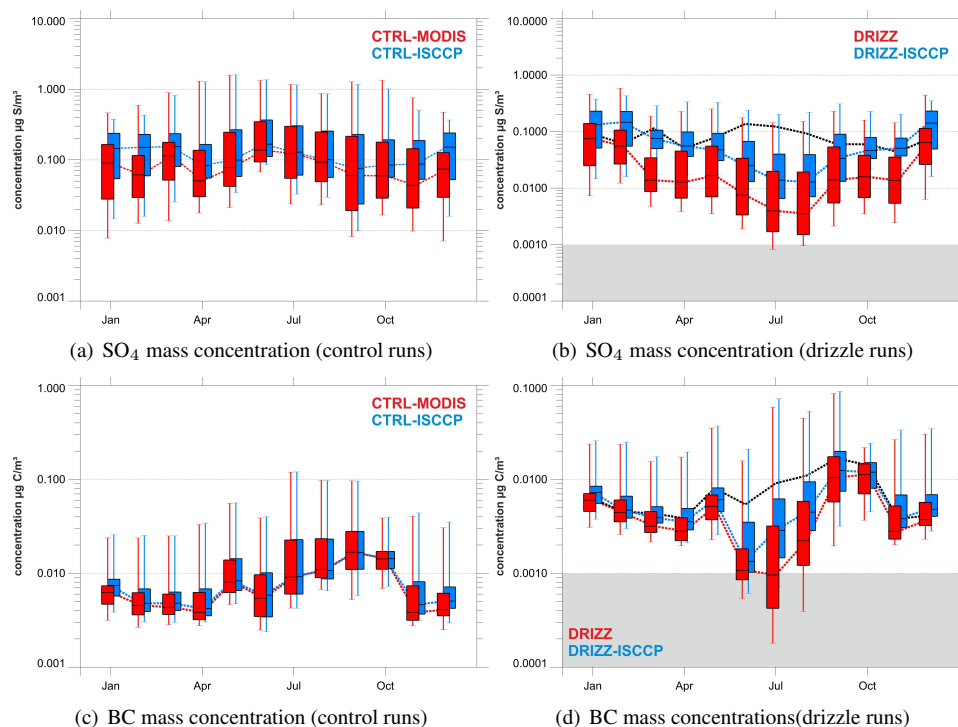 10.000
1.000
0.100
0.010
0.001
concentration µg S/m³
CTRL-MODIS
CTRL-ISCCP
Jan Apr Jul Oct
(a) SO₄ mass concentration (control runs)
10.0000
1.0000
0.1000
0.0100
0.0010
0.0001
concentration µg S/m³
DRIZZ
DRIZZ-ISCCP
Jan Apr Jul Oct
(b) SO₄ mass concentration (drizzle runs)
1.000
0.100
0.010
0.001
concentration µg C/m³
CTRL-MODIS
CTRL-ISCCP
Jan Apr Jul Oct
(c) BC mass concentration (control runs)
0.1000
0.0100
0.0010
0.0001
concentration µg C/m³
DRIZZ
DRIZZ-ISCCP
Jan Apr Jul Oct
(d) BC mass concentrations(drizzle runs)